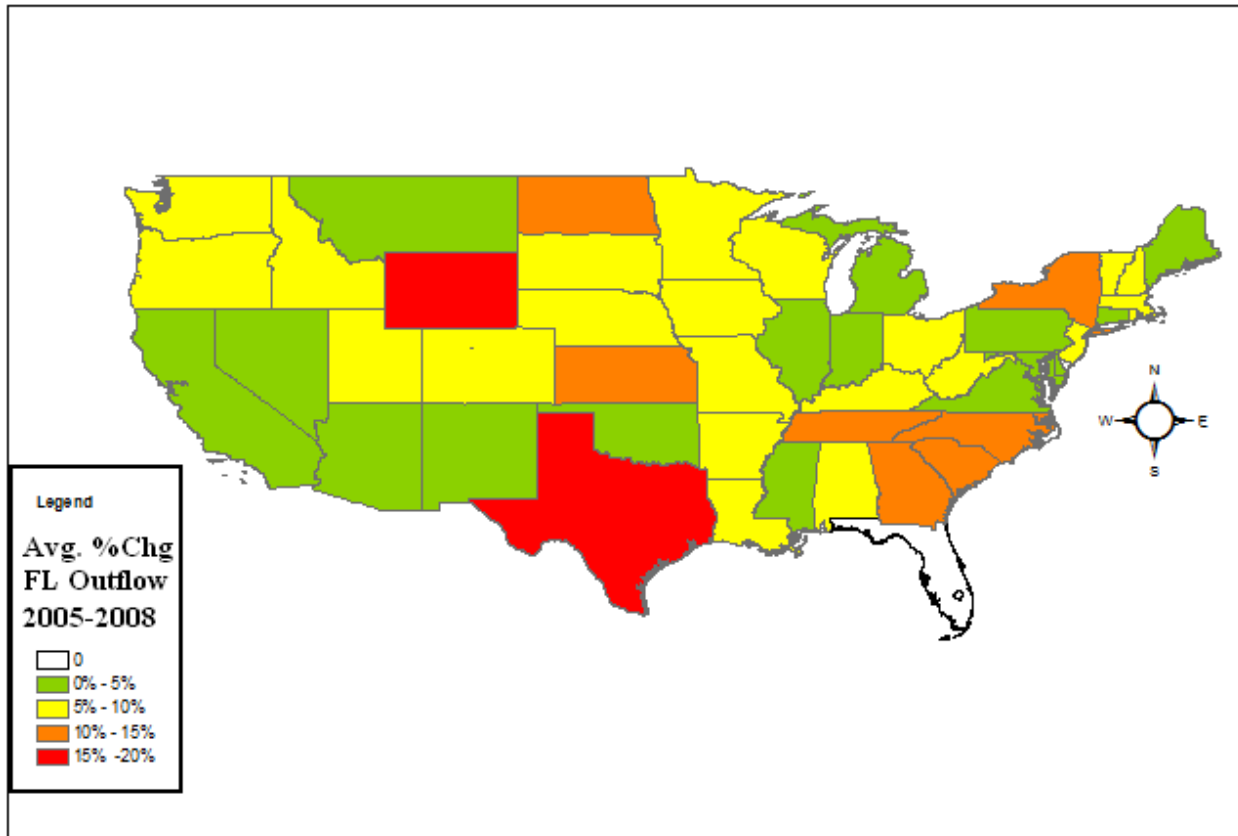 N
W
E
S
Legend
Avg. %Chg
FL Outflow
2005-2008
0
0% - 5%
5% - 10%
10% - 15%
15% -20%